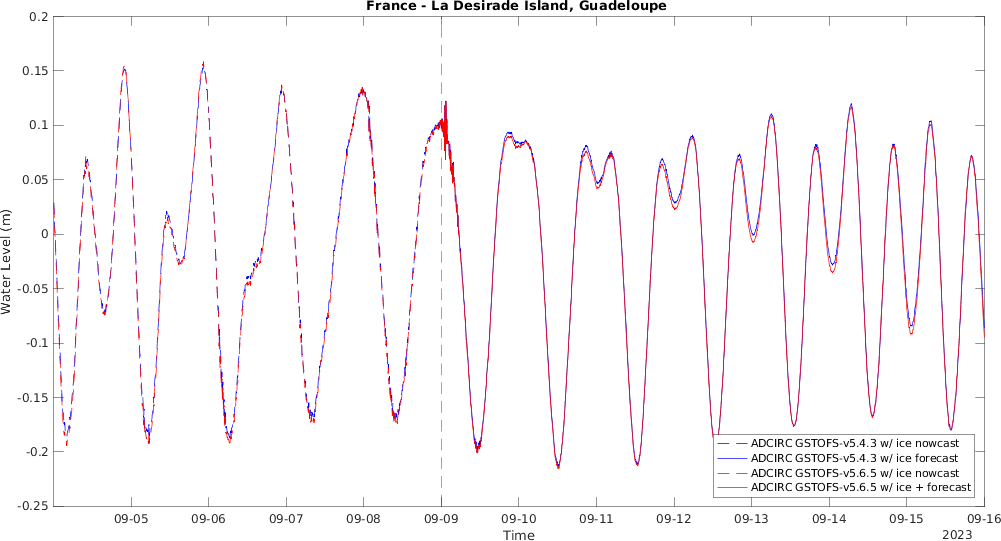 France - La Desirade Island, Guadeloupe
0.2
0.15
0.1
0.05
0
-0.05
-0.1
-0.15
-0.2
-0.25
Water Level (m)
ADCIRC GSTOFS-v5.4.3 w/ ice nowcast
ADCIRC GSTOFS-v5.4.3 w/ ice forecast
ADCIRC GSTOFS-v5.6.5 w/ ice nowcast
ADCIRC GSTOFS-v5.6.5 w/ ice + forecast
09-05 09-06 09-07 09-08 09-09 09-10 09-11 09-12 09-13 09-14 09-15 09-16
Time 2023